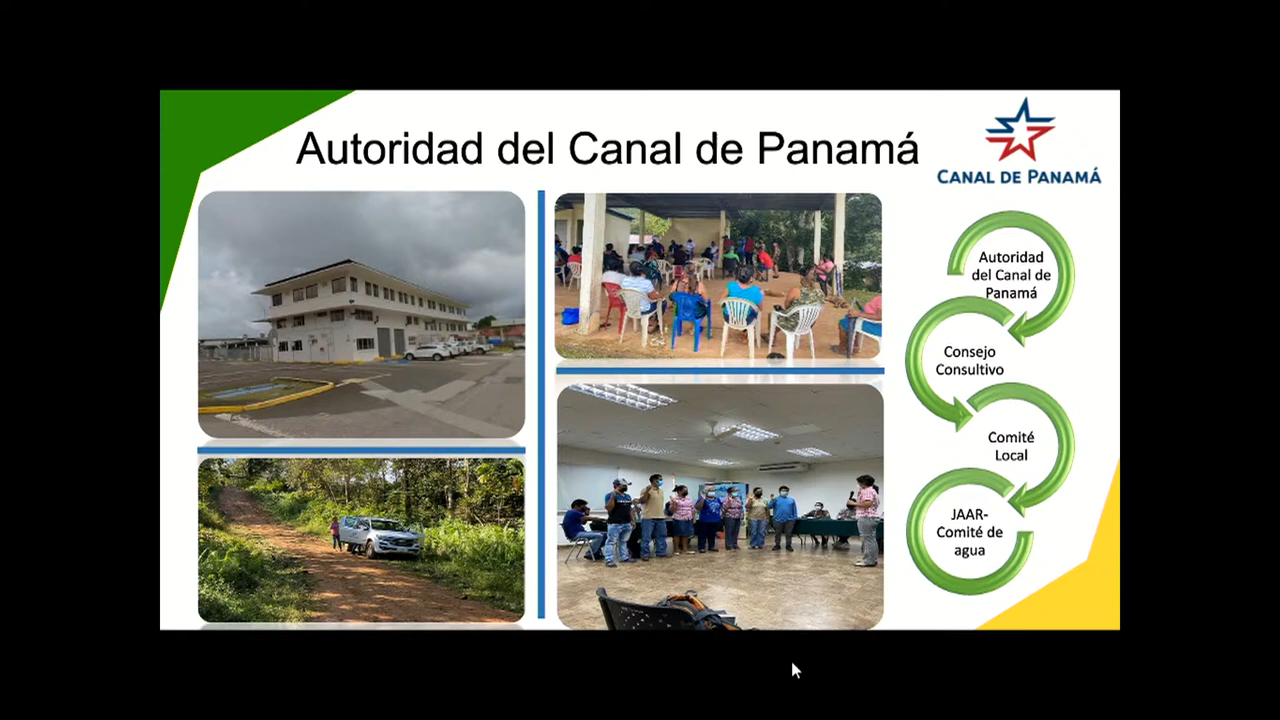 Autoridad del Canal de Panamá
CANAL DE PANAMÁ
Autoridad
del Canal de
Panamá
Consejo
Consultivo
Comité
Local
JAAR-
Comité de
agua